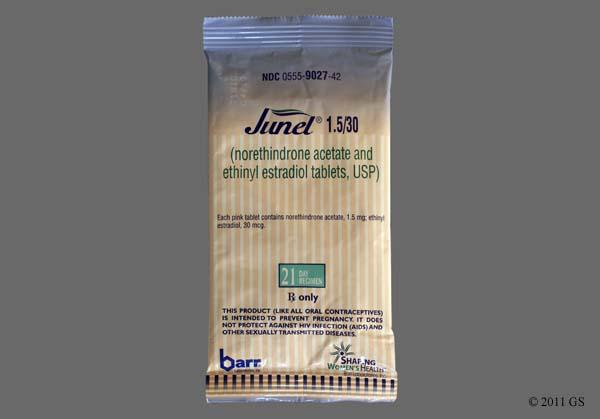 NDC 0555-9027-42
Junel® 1.5/30
(norethindrone acetate and
ethinyl estradiol tablets, USP)
Each pink tablet contains norethindrone acetate, 1.5 mg; ethinyl
estradiol, 30 mcg.
21 DAY
REGIMEN
℞ only
THIS PRODUCT (LIKE ALL ORAL CONTRACEPTIVES)
IS INTENDED TO PREVENT PREGNANCY. IT DOES
NOT PROTECT AGAINST HIV INFECTION (AIDS) AND
OTHER SEXUALLY TRANSMITTED DISEASES.
barr
SHAPING
WOMEN'S HEALTH
© 2011 GS